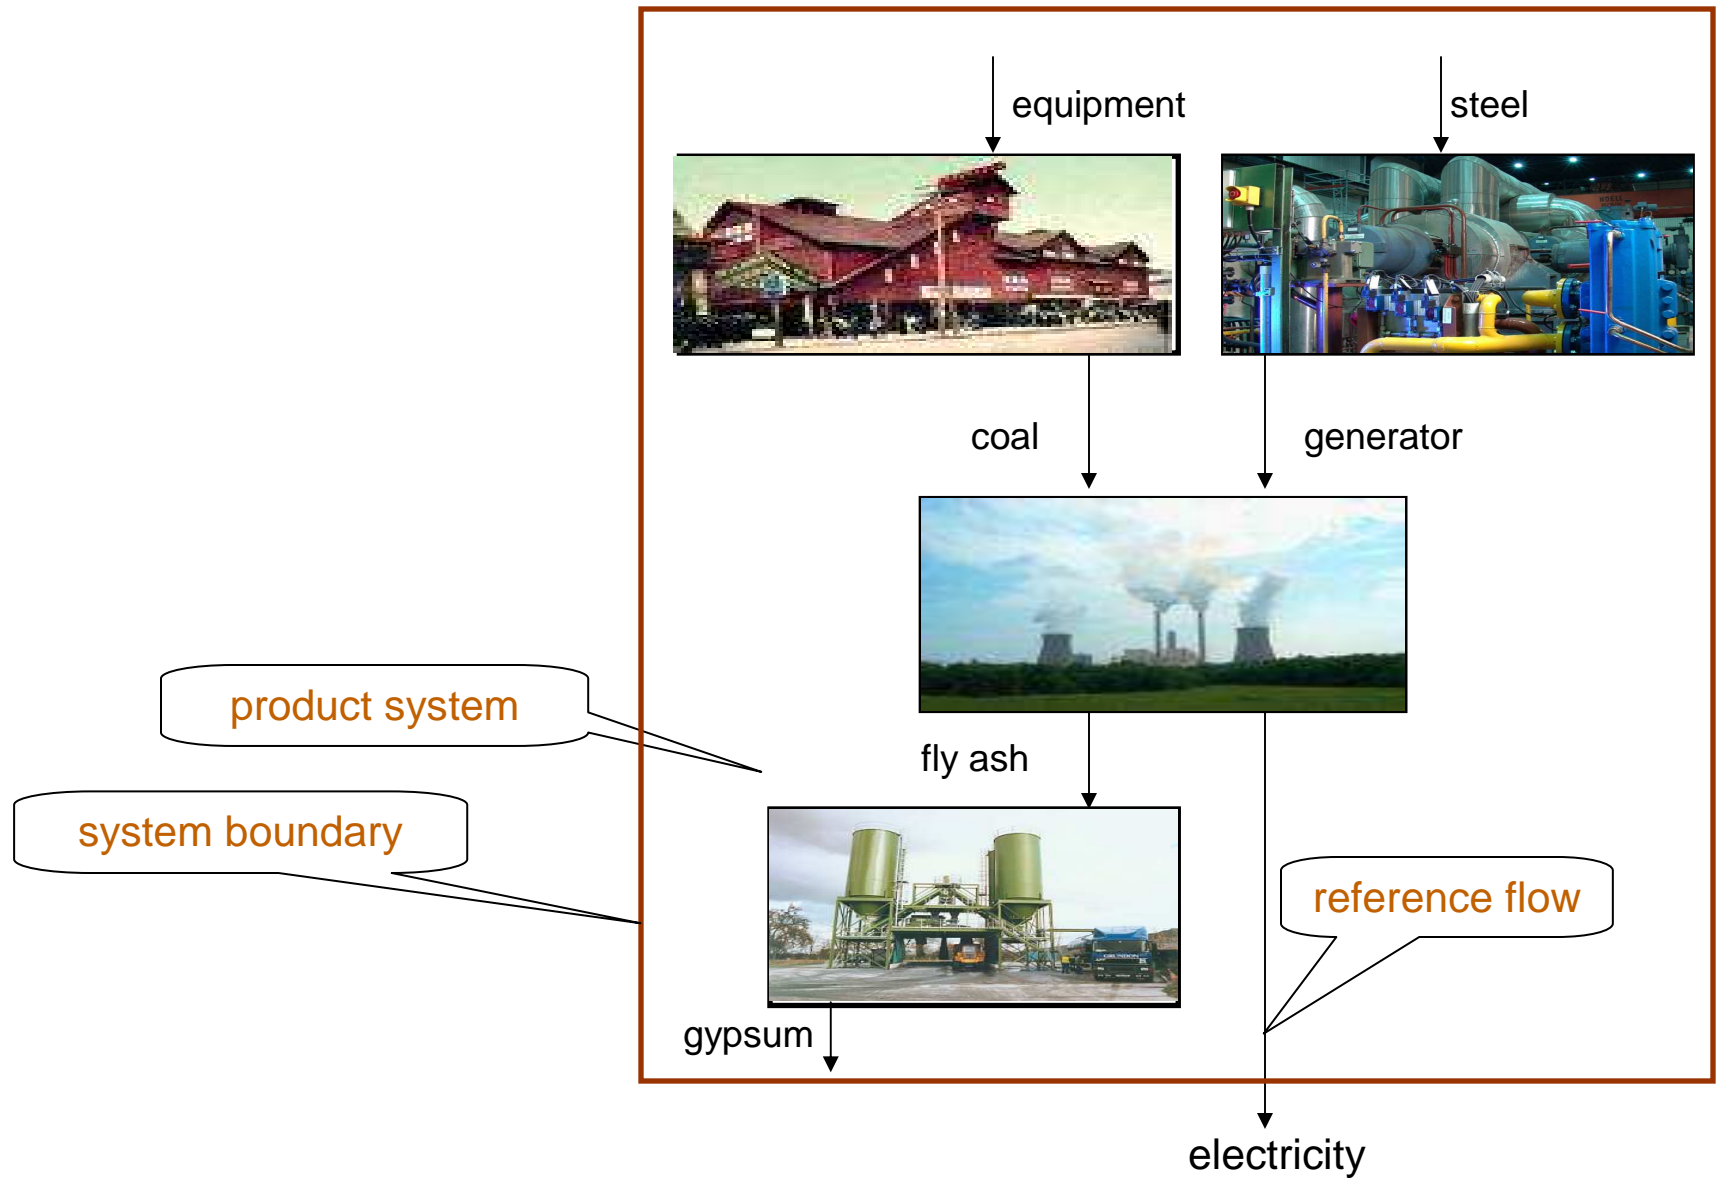 equipment
steel
coal
generator
product system
fly ash
system boundary
reference flow
gypsum
electricity